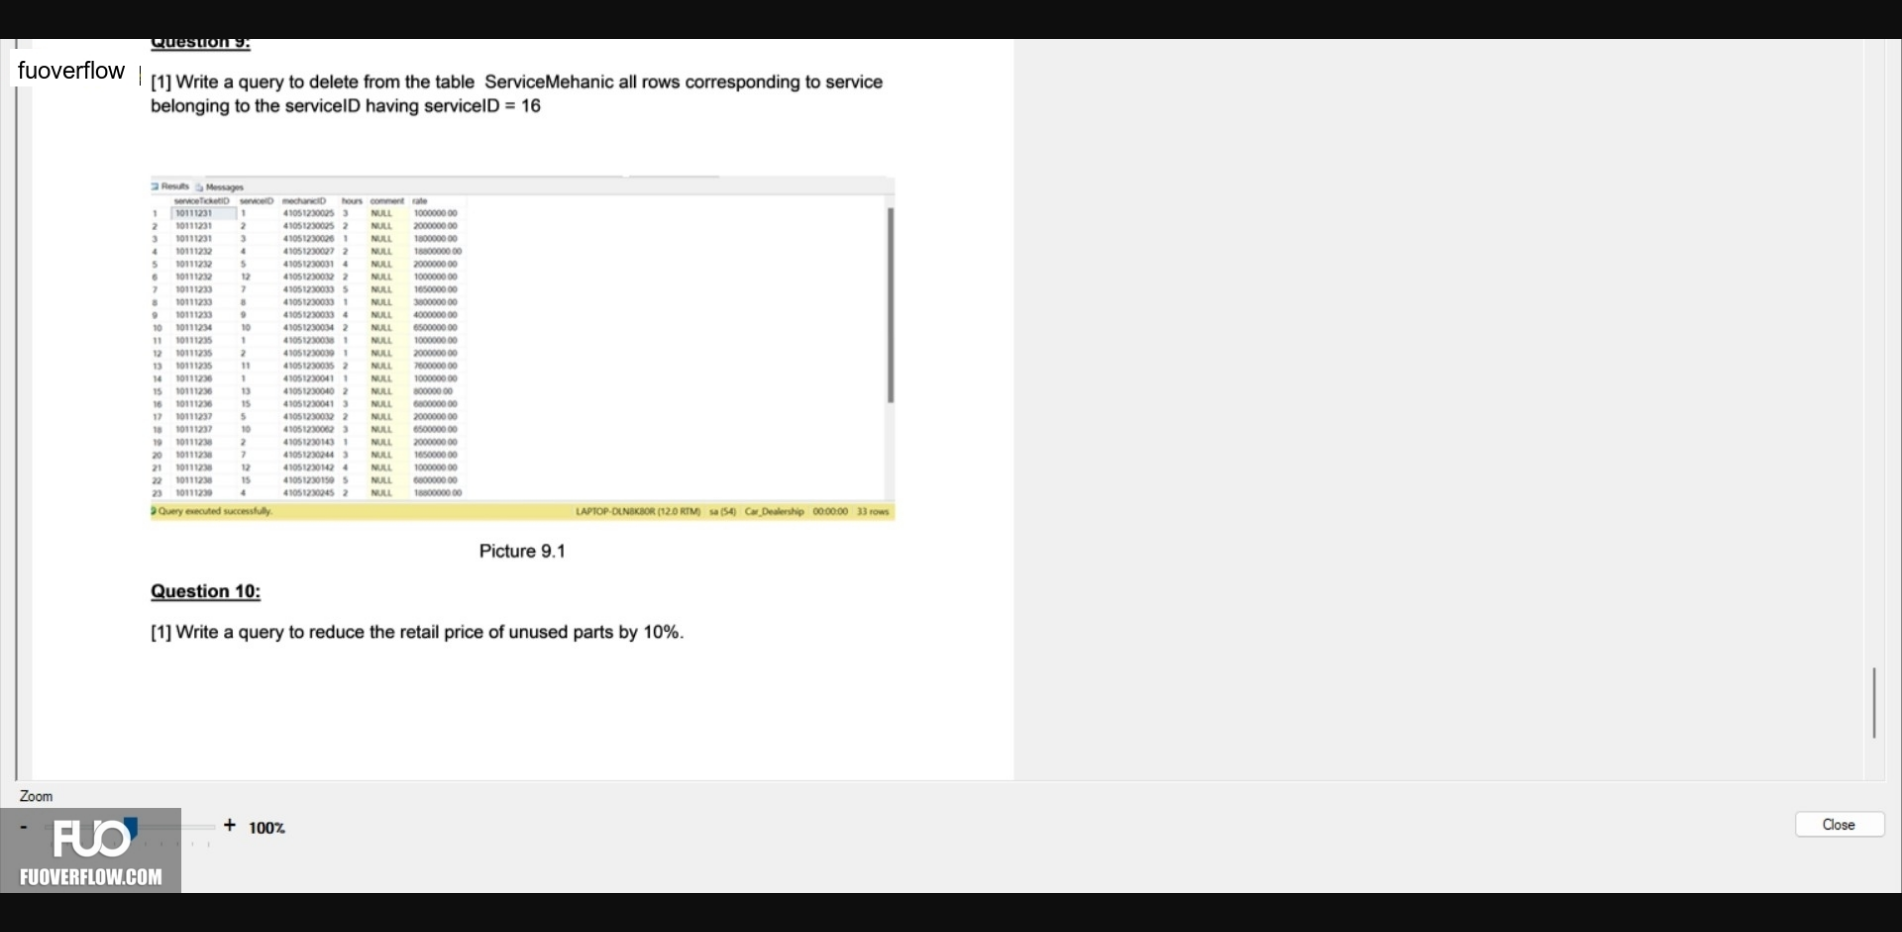 Question 9:
fuoverflow
[1] Write a query to delete from the table ServiceMehanic all rows corresponding to service
belonging to the serviceID having serviceID = 16
Results Messages
serviceTicketID serviceID mechanicID hours comment rate
1 10111231 1 41051230025 3 NULL 1000000.00
2 10111231 2 41051230025 2 NULL 2000000.00
3 10111231 3 41051230026 1 NULL 1800000.00
4 10111232 4 41051230027 2 NULL 18800000.00
5 10111232 5 41051230031 4 NULL 2000000.00
6 10111232 12 41051230032 2 NULL 1000000.00
7 10111233 7 41051230033 5 NULL 1650000.00
8 10111233 8 41051230033 1 NULL 3800000.00
9 10111233 9 41051230033 4 NULL 4000000.00
10 10111234 10 41051230034 2 NULL 6500000.00
11 10111235 1 41051230038 1 NULL 1000000.00
12 10111235 2 41051230039 1 NULL 2000000.00
13 10111235 11 41051230035 2 NULL 7600000.00
14 10111236 1 41051230041 1 NULL 1000000.00
15 10111236 13 41051230040 2 NULL 800000.00
16 10111236 15 41051230041 3 NULL 6800000.00
17 10111237 5 41051230032 2 NULL 2000000.00
18 10111237 10 41051230062 3 NULL 6500000.00
19 10111238 2 41051230143 1 NULL 2000000.00
20 10111238 7 41051230244 3 NULL 1650000.00
21 10111238 12 41051230142 4 NULL 1000000.00
22 10111238 15 41051230159 5 NULL 6800000.00
23 10111239 4 41051230245 2 NULL 18800000.00
Query executed successfully. LAPTOP-DLN8K80R (12.0 RTM) sa (54) Car_Dealership 00:00:00 33 rows
Picture 9.1
Question 10:
[1] Write a query to reduce the retail price of unused parts by 10%.
Zoom
- + 100%
Close
FUO
FUOVERFLOW.COM